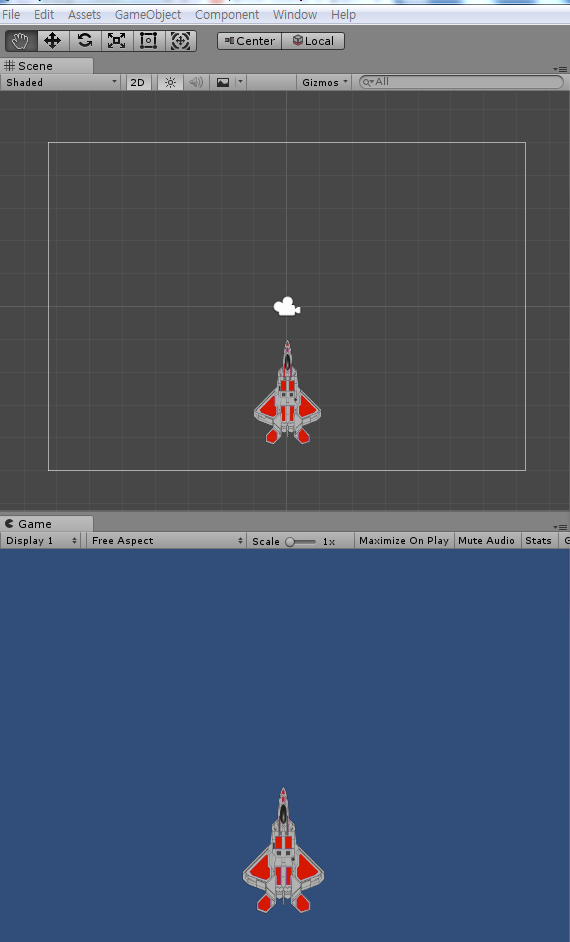 File Edit Assets GameObject Component Window Help
Center Local
Scene
Shaded 2D Gizmos All
Game
Display 1 Free Aspect Scale 1x Maximize On Play Mute Audio Stats G